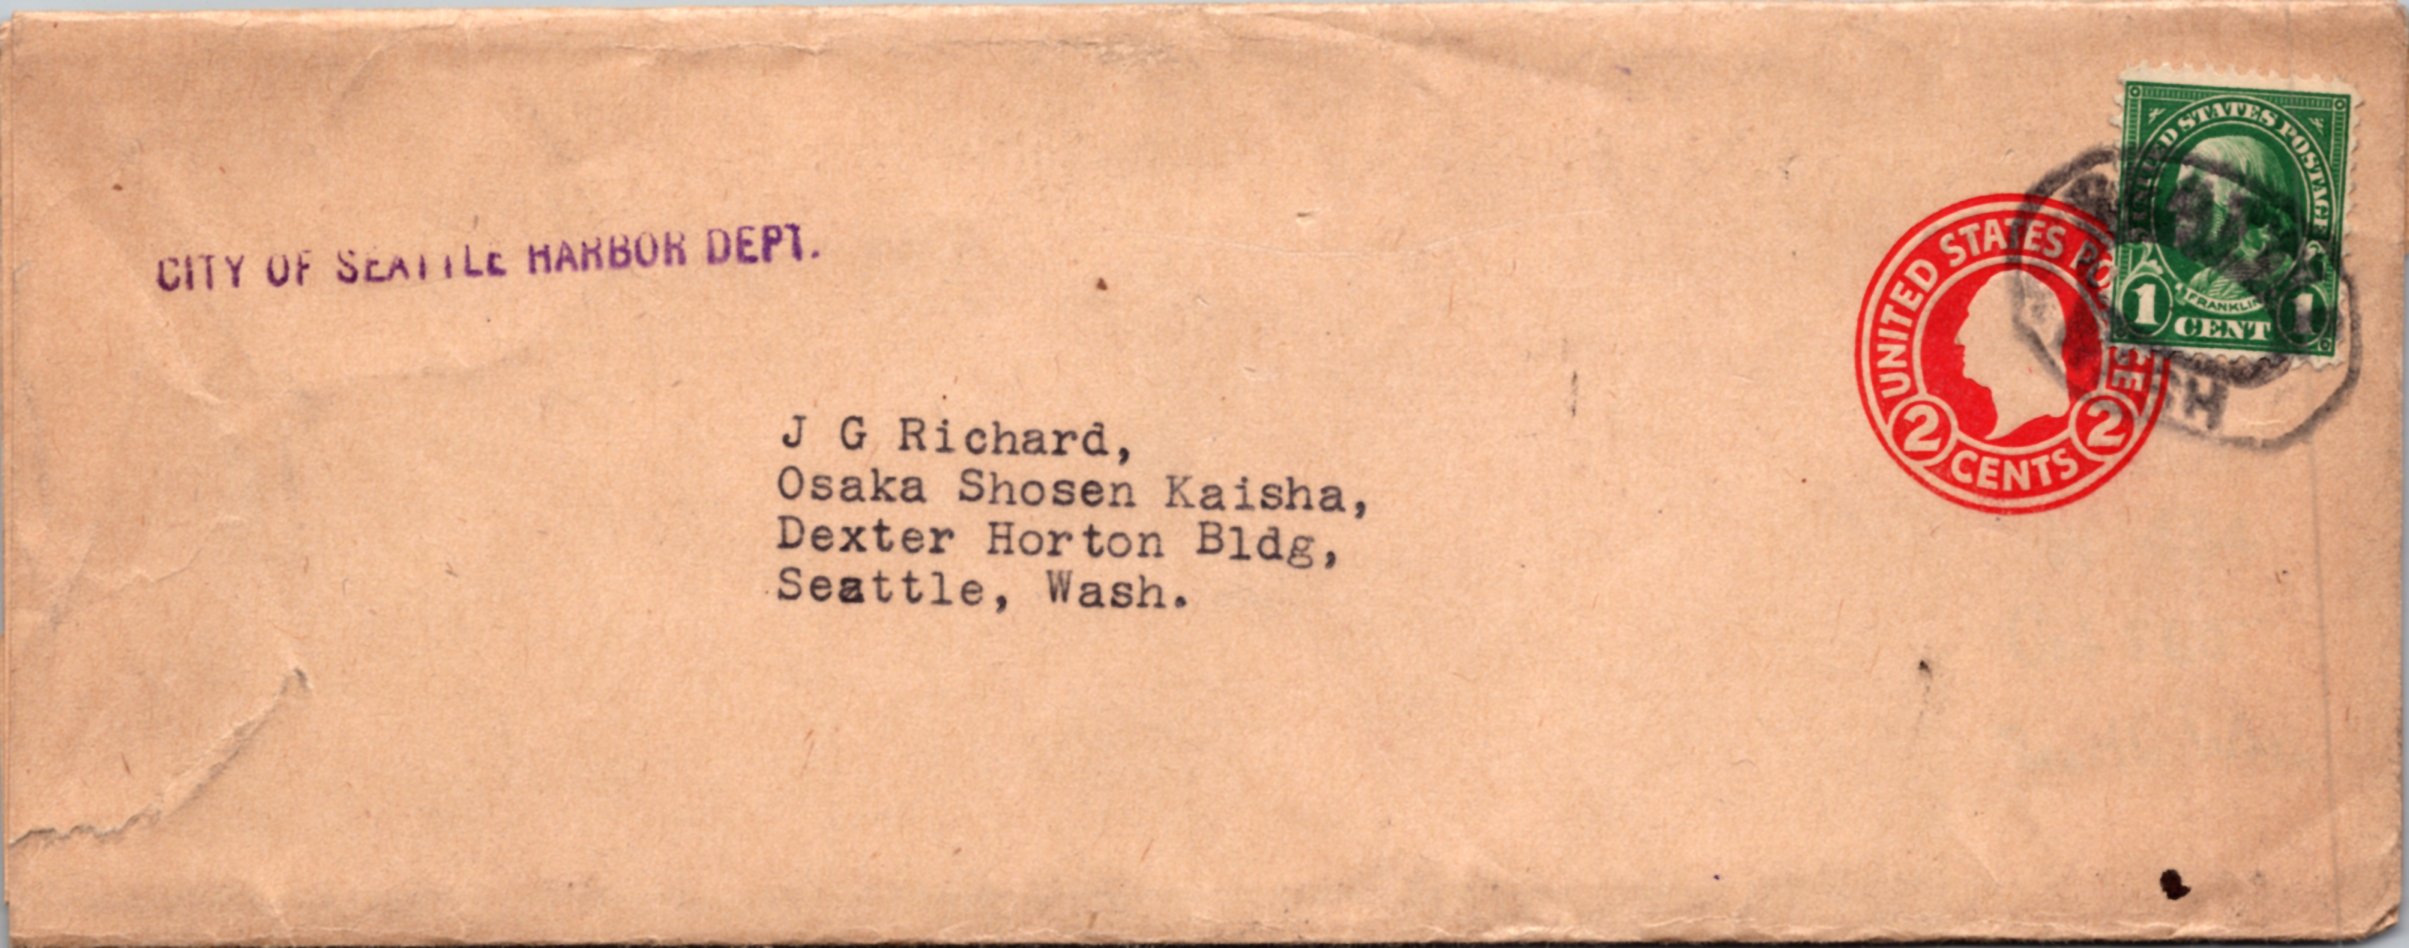 CITY OF SEATTLE HARBOR DEPT.
UNITED STATES POSTAGE
FRANKLIN
1 CENT 1
UNITED STATES POSTAGE
2 CENTS 2
J G Richard,
Osaka Shosen Kaisha,
Dexter Horton Bldg,
Seattle, Wash.